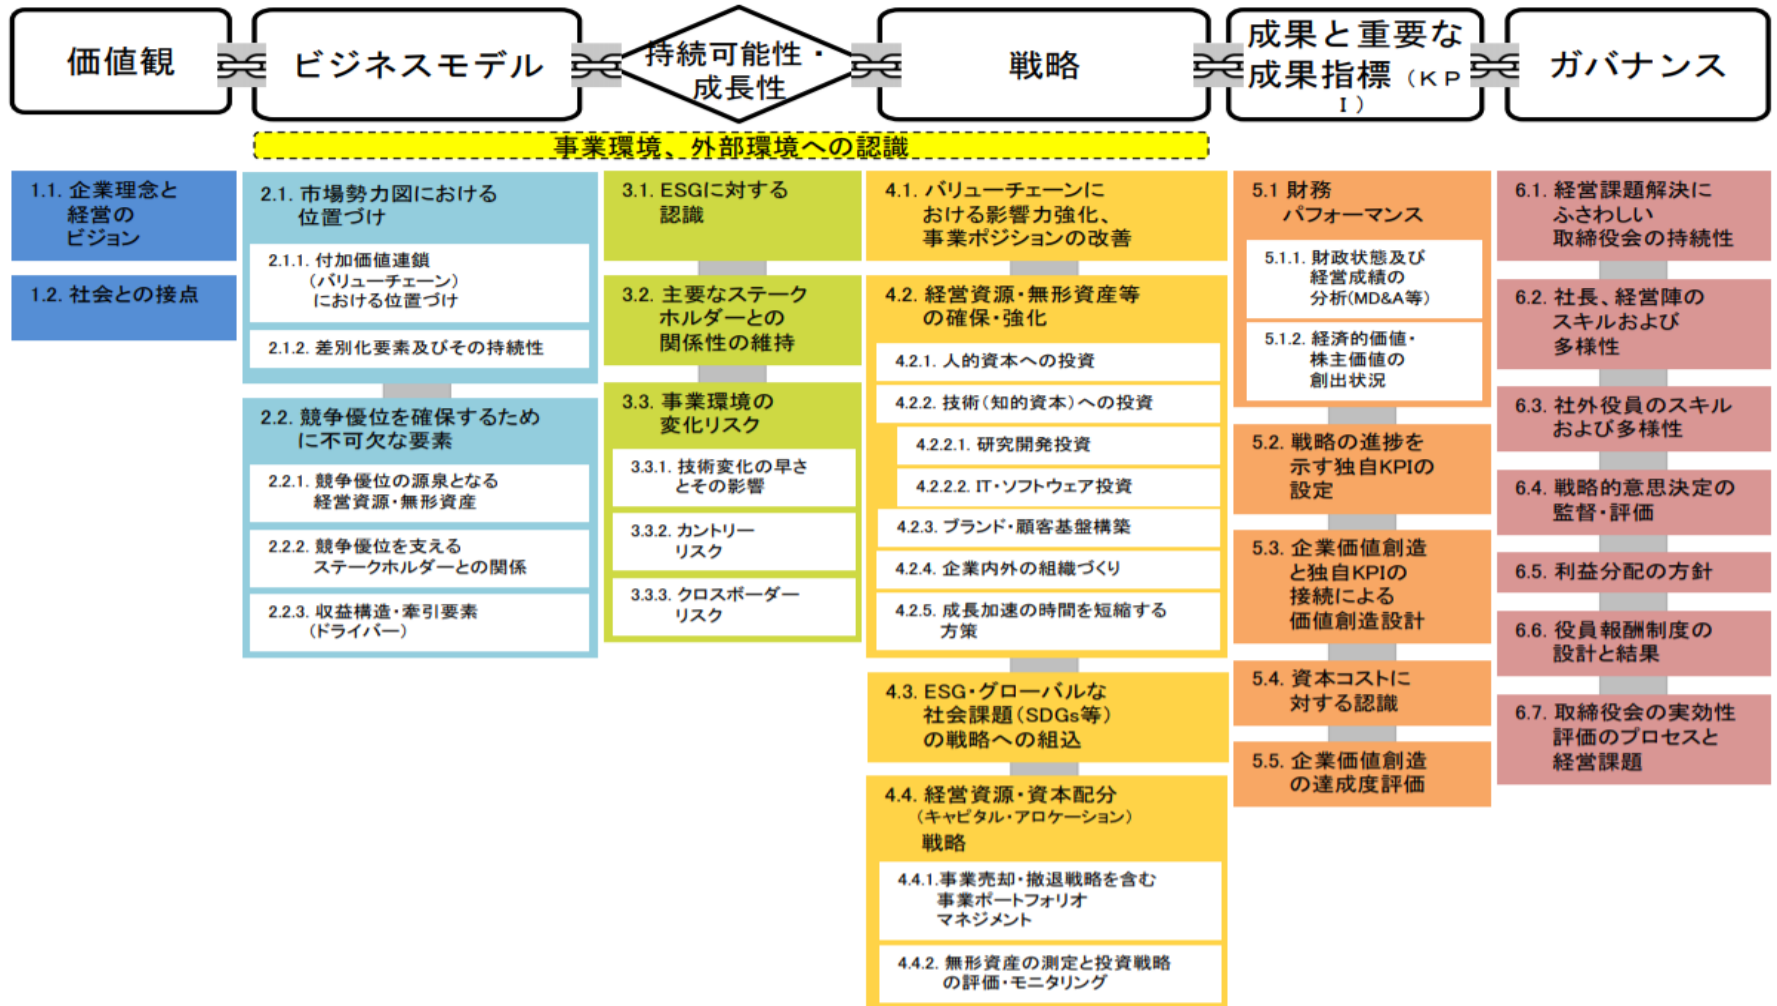 価値観
ビジネスモデル
持続可能性・
成長性
戦略
成果と重要な
成果指標（ＫＰ
Ｉ）
ガバナンス
事業環境、外部環境への認識
1.1. 企業理念と
経営の
ビジョン
1.2. 社会との接点
2.1. 市場勢力図における
位置づけ
2.1.1. 付加価値連鎖
（バリューチェーン）
における位置づけ
2.1.2. 差別化要素及びその持続性
2.2. 競争優位を確保するため
に不可欠な要素
2.2.1. 競争優位の源泉となる
経営資源・無形資産
2.2.2. 競争優位を支える
ステークホルダーとの関係
2.2.3. 収益構造・牽引要素
（ドライバー）
3.1. ESGに対する
認識
3.2. 主要なステーク
ホルダーとの
関係性の維持
3.3. 事業環境の
変化リスク
3.3.1. 技術変化の早さ
とその影響
3.3.2. カントリー
リスク
3.3.3. クロスボーダー
リスク
4.1. バリューチェーンに
おける影響力強化、
事業ポジションの改善
4.2. 経営資源・無形資産等
の確保・強化
4.2.1. 人的資本への投資
4.2.2. 技術（知的資本）への投資
4.2.2.1. 研究開発投資
4.2.2.2. IT・ソフトウェア投資
4.2.3. ブランド・顧客基盤構築
4.2.4. 企業内外の組織づくり
4.2.5. 成長加速の時間を短縮する
方策
4.3. ESG・グローバルな
社会課題（SDGs等）
の戦略への組込
4.4. 経営資源・資本配分
（キャピタル・アロケーション）
戦略
4.4.1.事業売却・撤退戦略を含む
事業ポートフォリオ
マネジメント
4.4.2. 無形資産の測定と投資戦略
の評価・モニタリング
5.1 財務
パフォーマンス
5.1.1. 財政状態及び
経営成績の
分析(MD&A等)
5.1.2. 経済的価値・
株主価値の
創出状況
5.2. 戦略の進捗を
示す独自KPIの
設定
5.3. 企業価値創造
と独自KPIの
接続による
価値創造設計
5.4. 資本コストに
対する認識
5.5. 企業価値創造
の達成度評価
6.1. 経営課題解決に
ふさわしい
取締役会の持続性
6.2. 社長、経営陣の
スキルおよび
多様性
6.3. 社外役員のスキル
および多様性
6.4. 戦略的意思決定の
監督・評価
6.5. 利益分配の方針
6.6. 役員報酬制度の
設計と結果
6.7. 取締役会の実効性
評価のプロセスと
経営課題